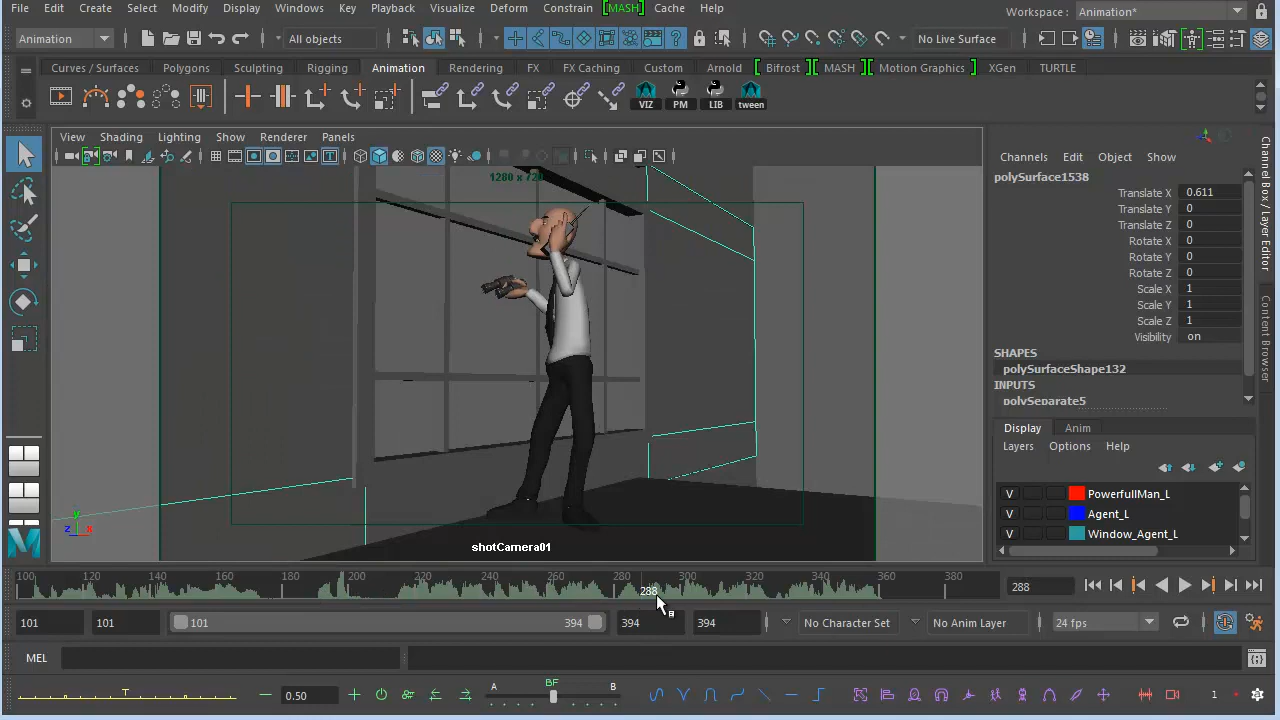 File Edit Create Select Modify Display Windows Key Playback Visualize Deform Constrain [MASH] Cache Help Workspace : Animation*
Animation All objects No Live Surface
Curves / Surfaces Polygons Sculpting Rigging Animation Rendering FX FX Caching Custom Arnold Bifrost MASH Motion Graphics XGen TURTLE
VIZ PM LIB tween
View Shading Lighting Show Renderer Panels
Channels Edit Object Show
1280 x 720
polySurface1538
Translate X 0.611
Translate Y 0
Translate Z 0
Rotate X 0
Rotate Y 0
Rotate Z 0
Scale X 1
Scale Y 1
Scale Z 1
Visibility on
SHAPES
polySurfaceShape132
INPUTS
polySeparate5
Display Anim
Layers Options Help
V PowerfullMan_L
V Agent_L
V Window_Agent_L
Channel Box / Layer Editor
Content Browser
y
z x
shotCamera01
100 120 140 160 180 200 220 240 260 280 300 320 340 360 380
288 288
101 101 101 394 394 394 No Character Set No Anim Layer 24 fps
MEL
T 0.50 A BF B 1